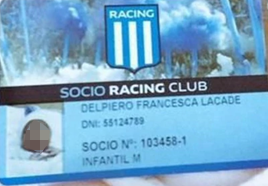 RACING
SOCIO RACING CLUB
DELPIERO FRANCESCA LACADE
DNI: 55124789
SOCIO Nº: 103458-1
INFANTIL M